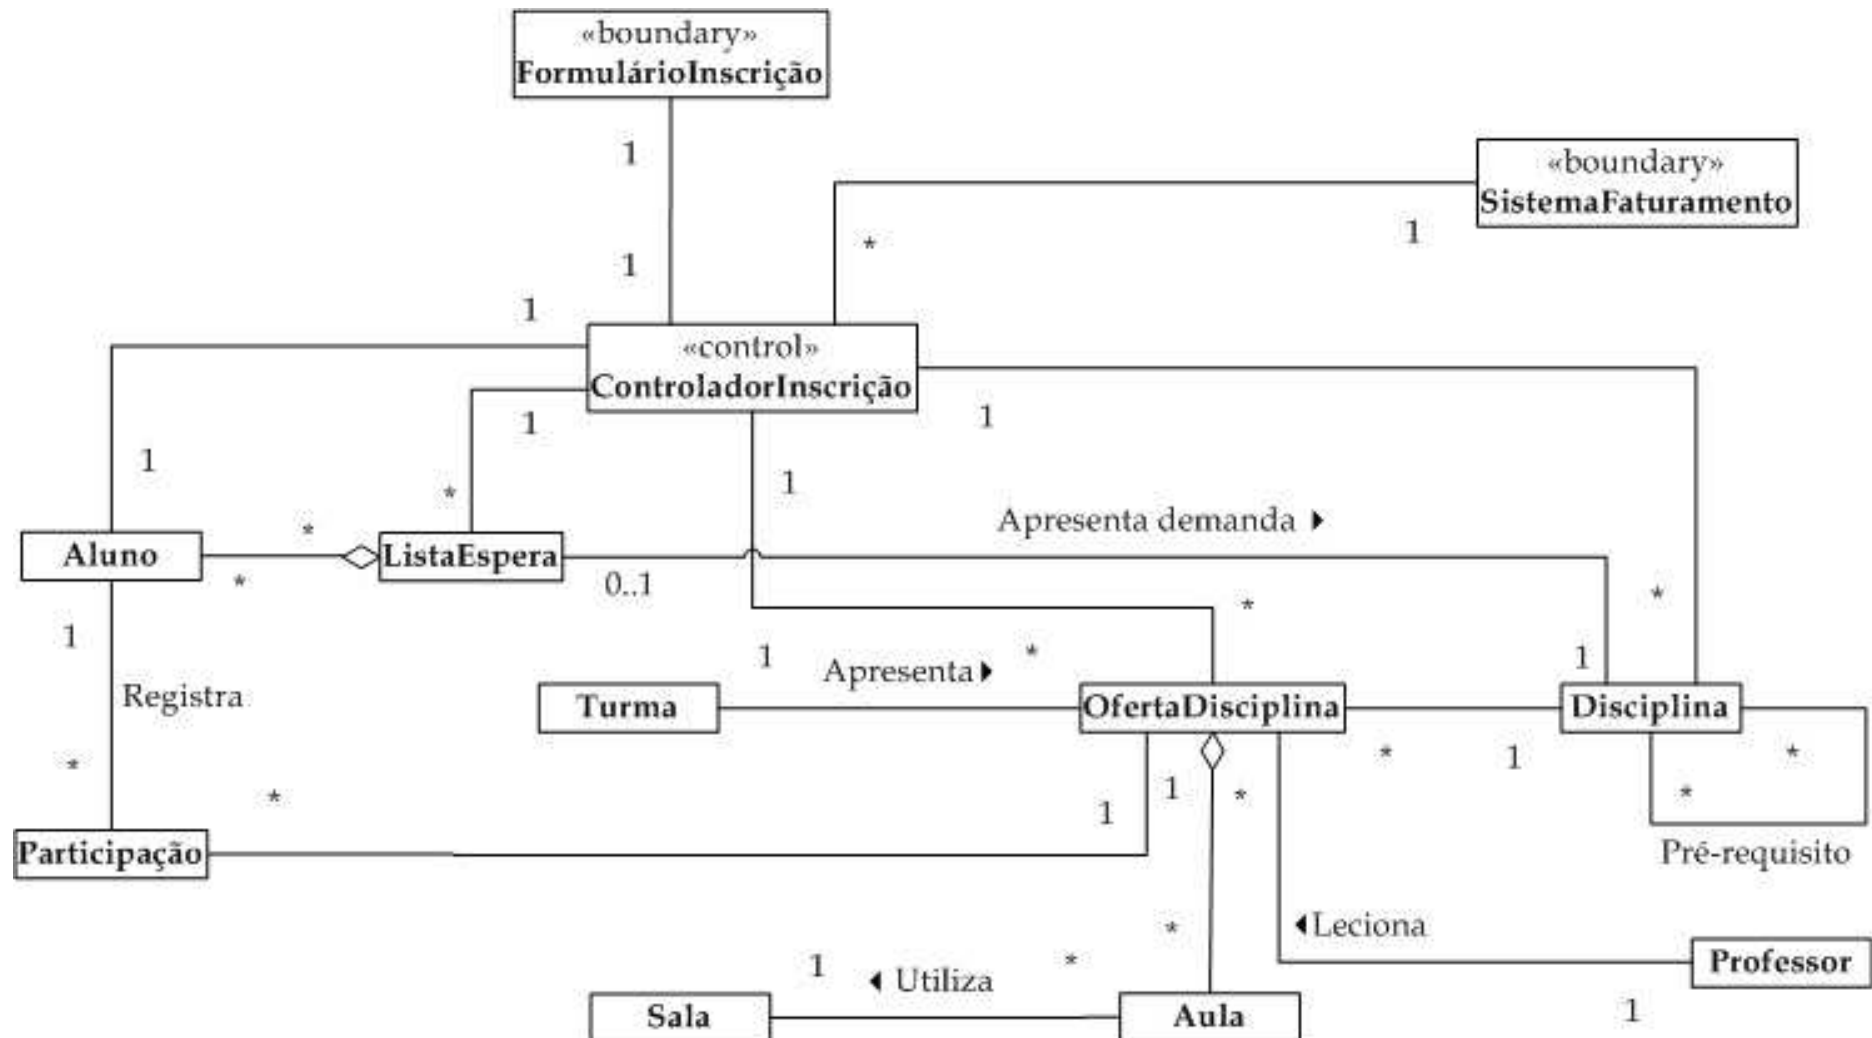 «boundary»
FormulárioInscrição
1
«boundary»
SistemaFaturamento
1
*
1
1
1
«control»
ControladorInscrição
1
1
1
*
1
Apresenta demanda ▶
*
Aluno
*
ListaEspera
0..1
*
*
1
Registra
1
Apresenta ▶
*
1
Turma
OfertaDisciplina
Disciplina
*
*
*
1
1
*
1
*
*
Participação
Pré-requisito
*
◀ Leciona
Professor
1
◀ Utiliza
*
1
Sala
Aula